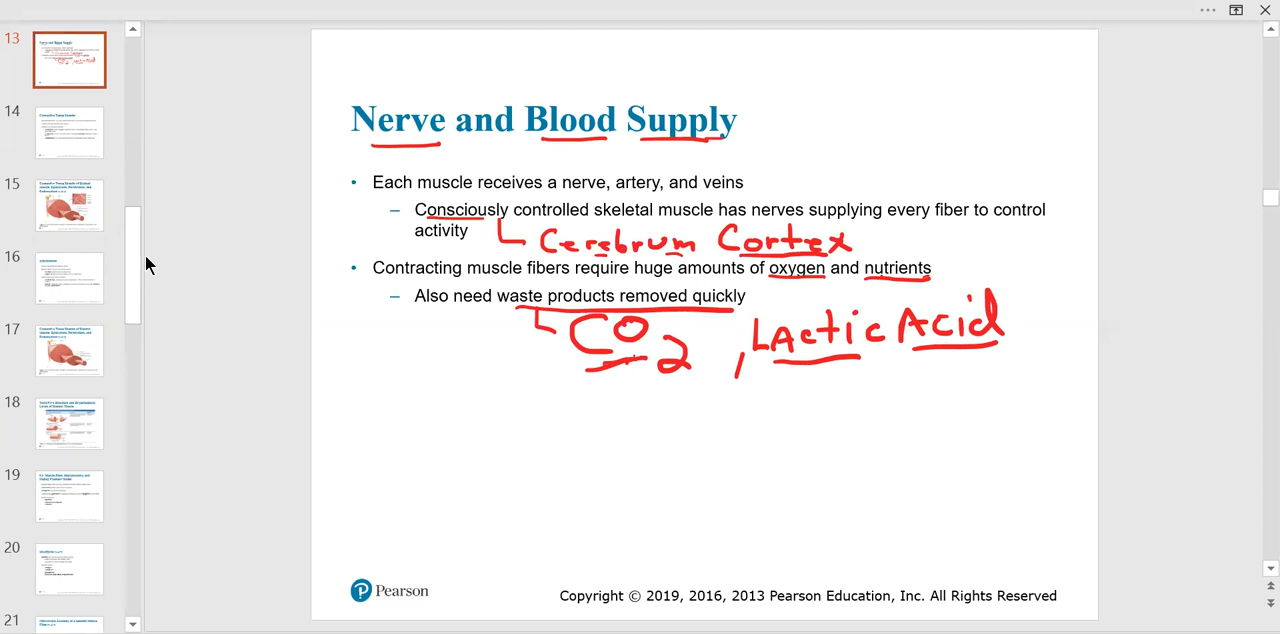 13
14
15
16
17
18
19
20
21
Nerve and Blood Supply
• Each muscle receives a nerve, artery, and veins
– Consciously controlled skeletal muscle has nerves supplying every fiber to control
activity
Cerebrum Cortex
• Contracting muscle fibers require huge amounts of oxygen and nutrients
– Also need waste products removed quickly
CO2 , LActic Acid
Pearson
Copyright © 2019, 2016, 2013 Pearson Education, Inc. All Rights Reserved